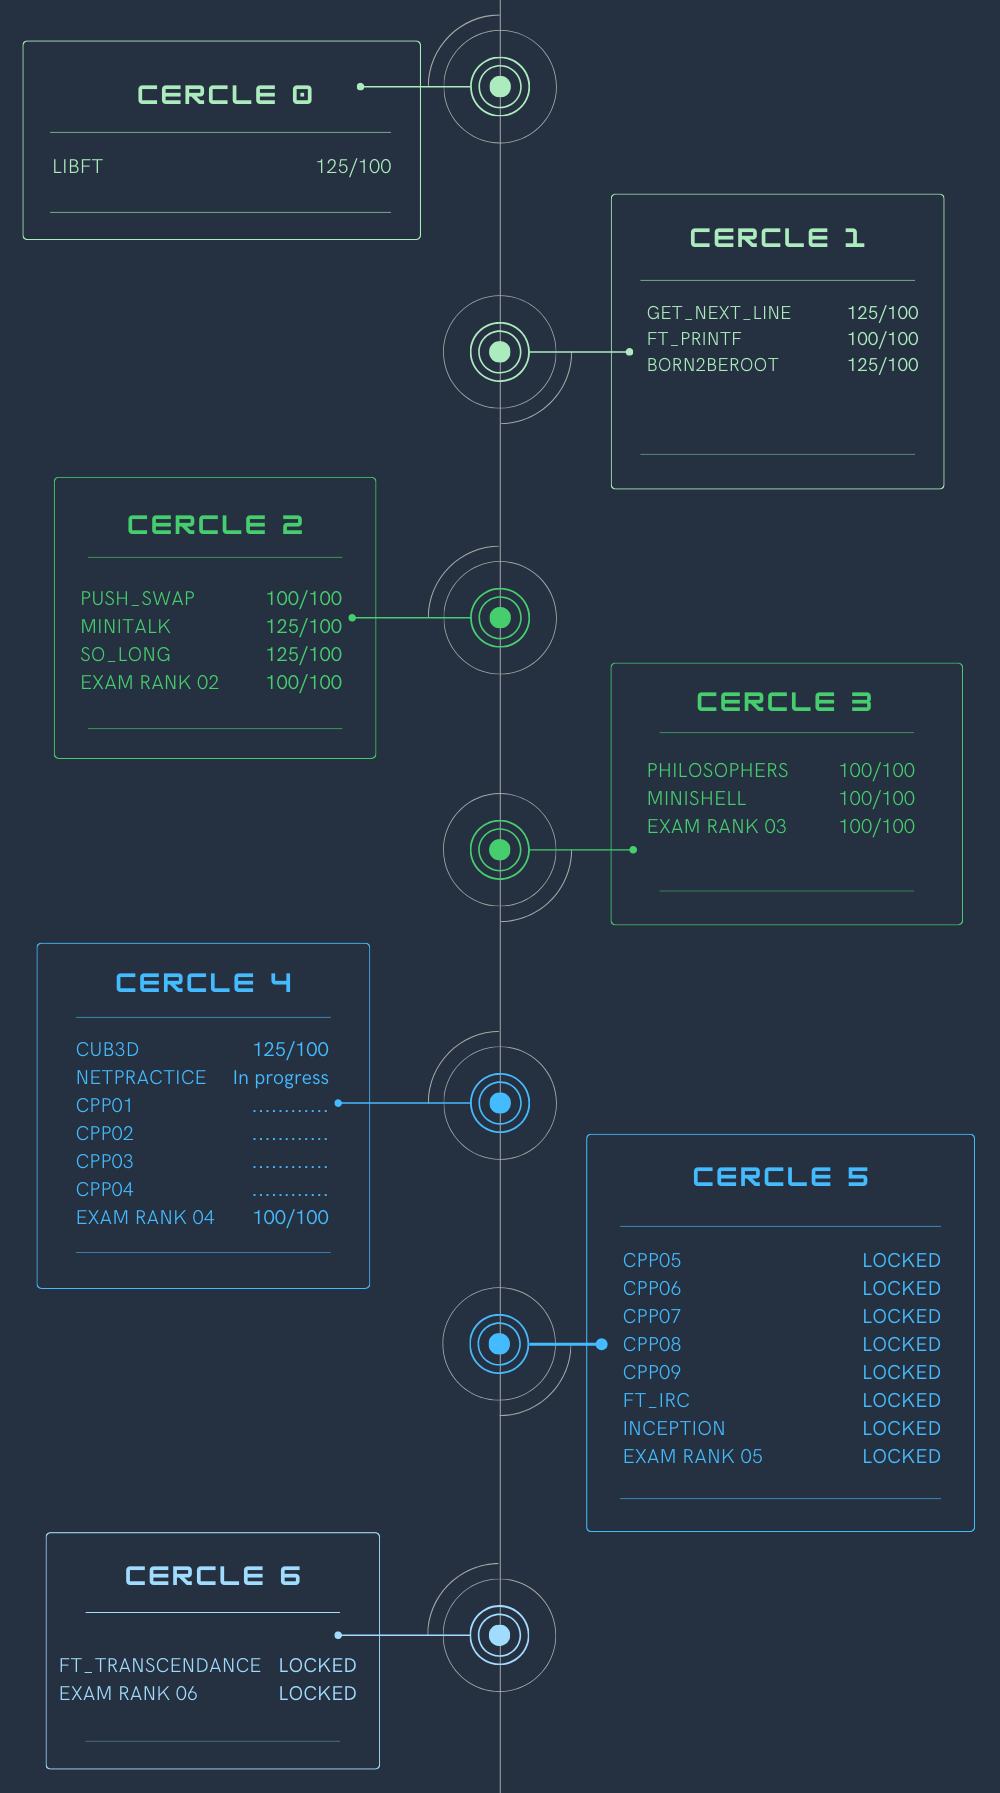 CERCLE 0
LIBFT 125/100
CERCLE 1
GET_NEXT_LINE 125/100
FT_PRINTF 100/100
BORN2BEROOT 125/100
CERCLE 2
PUSH_SWAP 100/100
MINITALK 125/100
SO_LONG 125/100
EXAM RANK 02 100/100
CERCLE 3
PHILOSOPHERS 100/100
MINISHELL 100/100
EXAM RANK 03 100/100
CERCLE 4
CUB3D 125/100
NETPRACTICE In progress
CPP01 ............
CPP02 ............
CPP03 ............
CPP04 ............
EXAM RANK 04 100/100
CERCLE 5
CPP05 LOCKED
CPP06 LOCKED
CPP07 LOCKED
CPP08 LOCKED
CPP09 LOCKED
FT_IRC LOCKED
INCEPTION LOCKED
EXAM RANK 05 LOCKED
CERCLE 6
FT_TRANSCENDANCE LOCKED
EXAM RANK 06 LOCKED